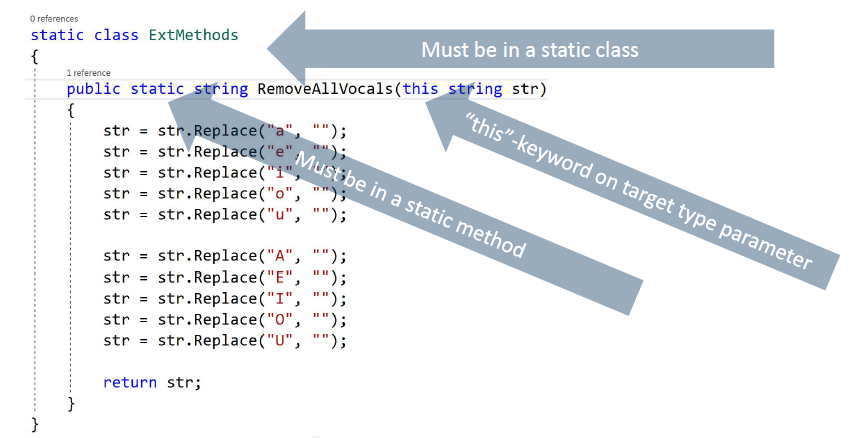 0 references
static class ExtMethods
Must be in a static class
{
1 reference
public static string RemoveAllVocals(this string str)
{
"this"-keyword on target type parameter
str = str.Replace("a", "");
str = str.Replace("e", "");
str = str.Replace("i", "");
str = str.Replace("o", "");
str = str.Replace("u", "");
Must be in a static method
str = str.Replace("A", "");
str = str.Replace("E", "");
str = str.Replace("I", "");
str = str.Replace("O", "");
str = str.Replace("U", "");
return str;
}
}